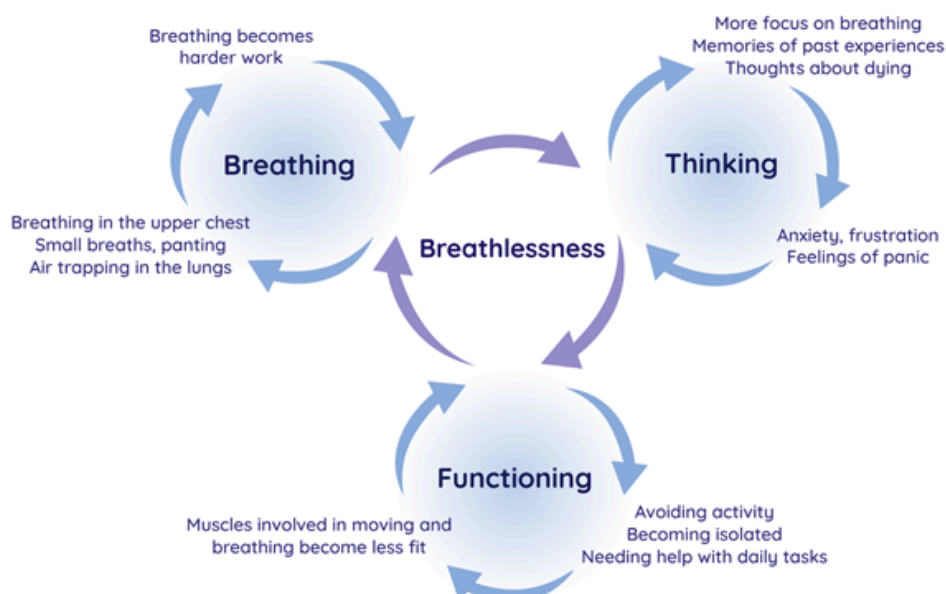 Breathing becomes
harder work
Breathing
Breathing in the upper chest
Small breaths, panting
Air trapping in the lungs
More focus on breathing
Memories of past experiences
Thoughts about dying
Thinking
Anxiety, frustration
Feelings of panic
Breathlessness
Functioning
Avoiding activity
Becoming isolated
Needing help with daily tasks
Muscles involved in moving and
breathing become less fit